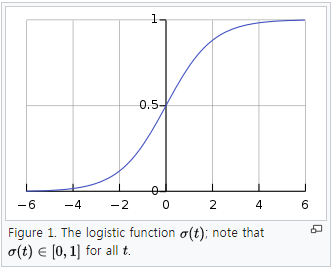 1
0.5
0
−6 −4 −2 0 2 4 6
Figure 1. The logistic function σ(t); note that
σ(t) ∈ [0, 1] for all t.